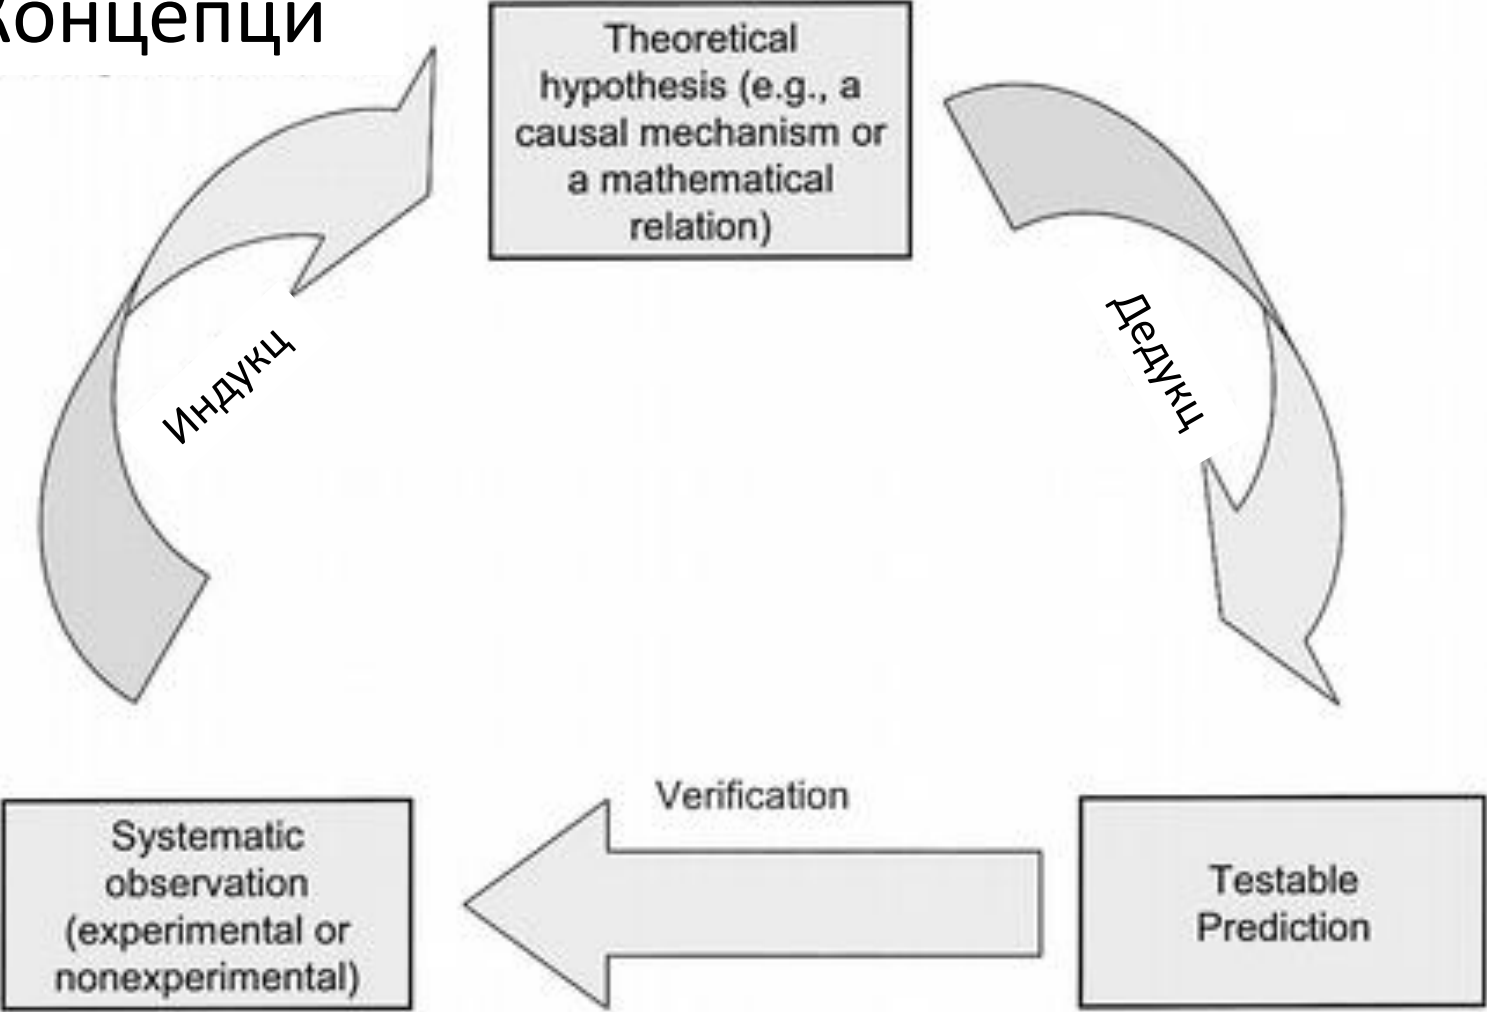 Концепци
Theoretical
hypothesis (e.g., a
causal mechanism or
a mathematical
relation)
Индукц
Дедукц
Verification
Systematic
observation
(experimental or
nonexperimental)
Testable
Prediction